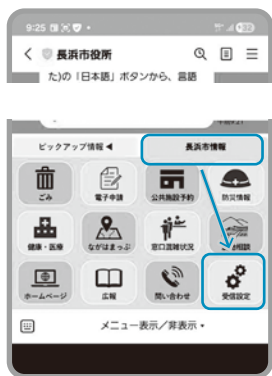 9:25
長浜市役所
た)の「日本語」ボタンから、言語
ピックアップ情報◀
長浜市情報
ごみ
電子申請
公共施設予約
防災情報
健康・医療
ながはまっぷ
窓口混雑状況
相談
ホームページ
広報
問い合わせ
受信設定
メニュー表示/非表示▾